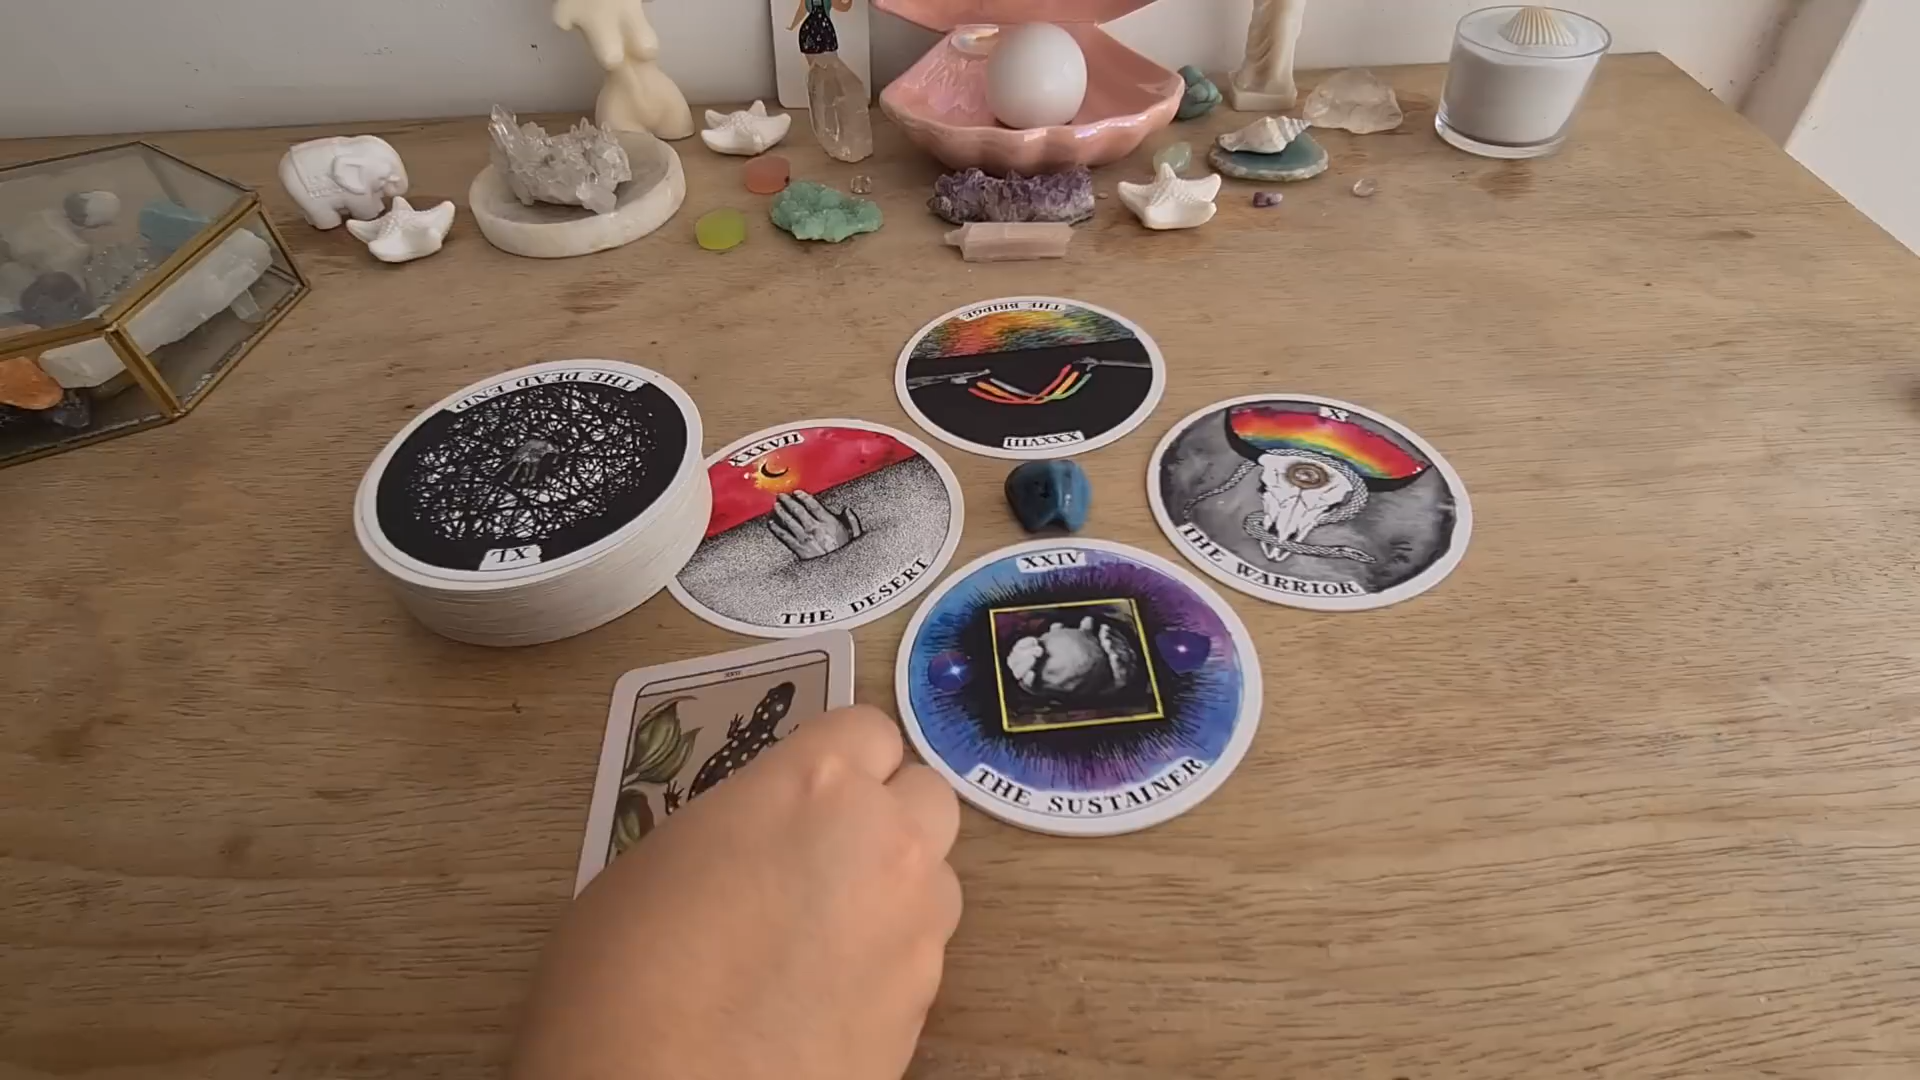 THE BRIDGE
XXXVIII
THE DEAD END
XL
XXXVII
THE DESERT
X
THE WARRIOR
XXIV
THE SUSTAINER